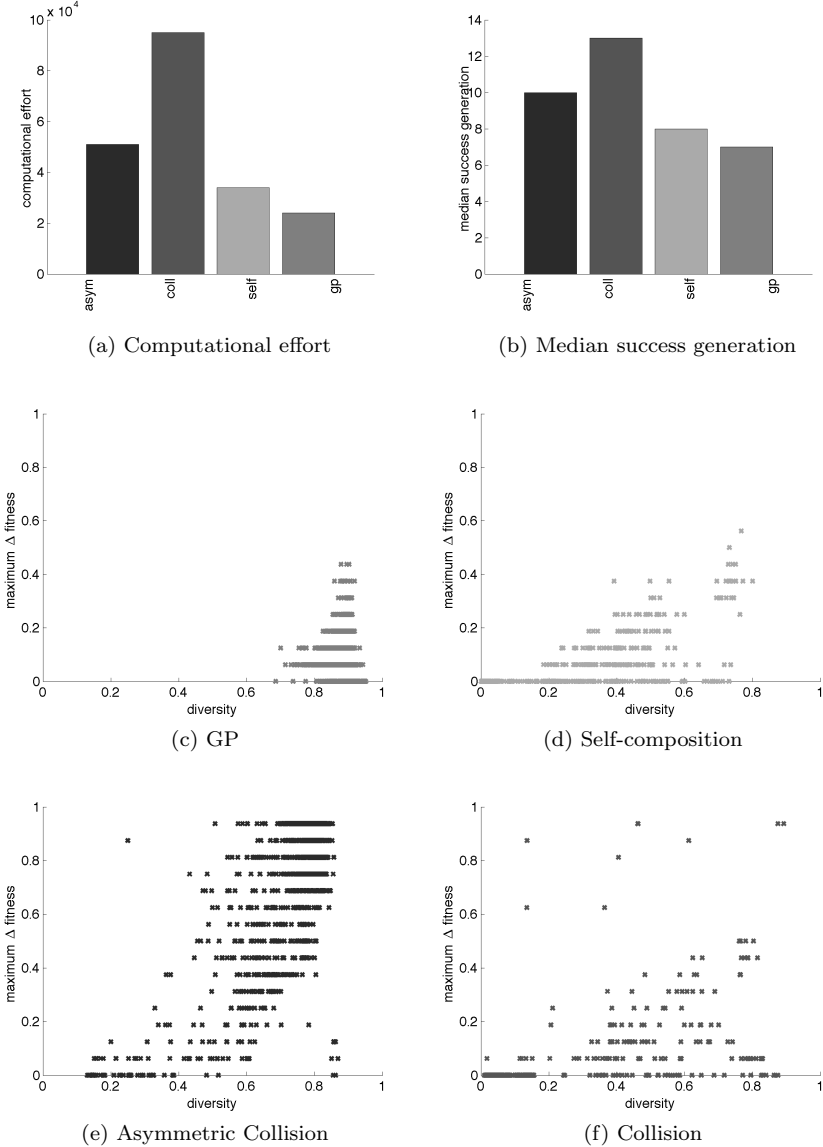 x 10⁴
10
8
6
4
2
0
computational effort
asym
coll
self
gp
(a) Computational effort
14
12
10
8
6
4
2
0
median success generation
asym
coll
self
gp
(b) Median success generation
1
0.8
0.6
0.4
0.2
0
maximum Δ fitness
0 0.2 0.4 0.6 0.8 1
diversity
(c) GP
1
0.8
0.6
0.4
0.2
0
maximum Δ fitness
0 0.2 0.4 0.6 0.8 1
diversity
(d) Self-composition
1
0.8
0.6
0.4
0.2
0
maximum Δ fitness
0 0.2 0.4 0.6 0.8 1
diversity
(e) Asymmetric Collision
1
0.8
0.6
0.4
0.2
0
maximum Δ fitness
0 0.2 0.4 0.6 0.8 1
diversity
(f) Collision